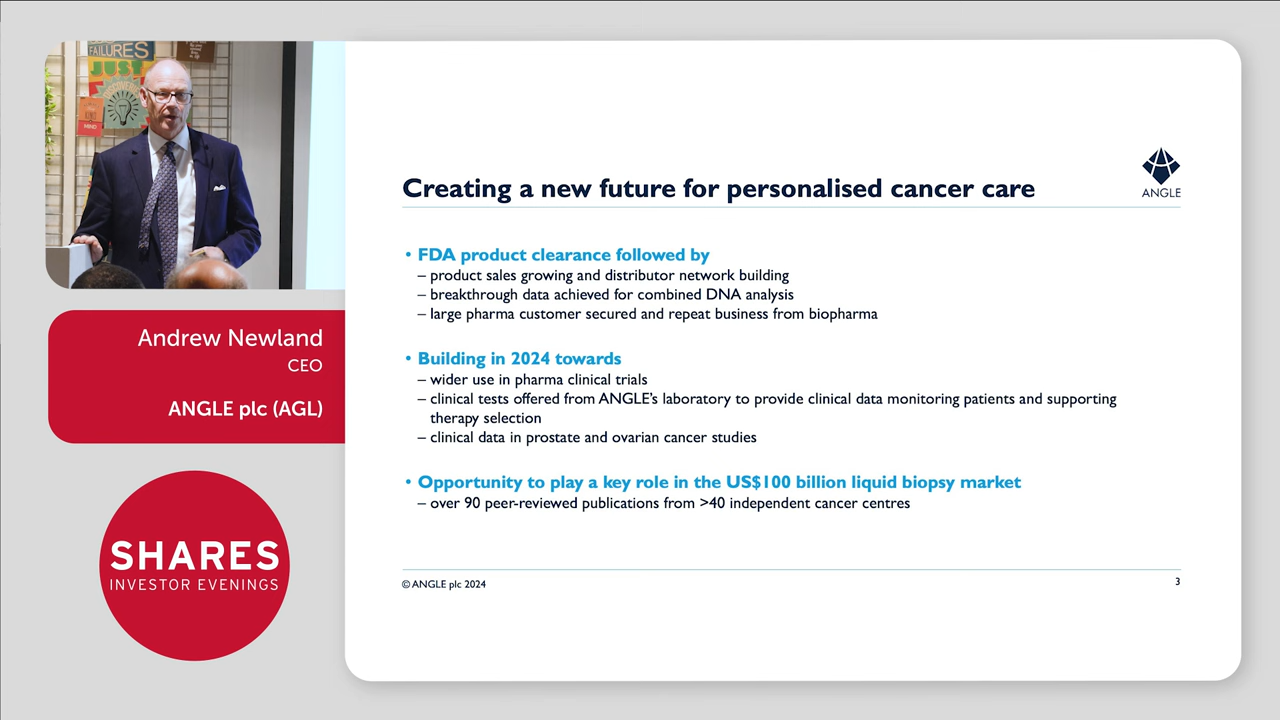 FAILURES
JUST
DISCOVERIES
MIND
Andrew Newland
CEO
ANGLE plc (AGL)
SHARES
INVESTOR EVENINGS
Creating a new future for personalised cancer care
ANGLE
• FDA product clearance followed by
– product sales growing and distributor network building
– breakthrough data achieved for combined DNA analysis
– large pharma customer secured and repeat business from biopharma
• Building in 2024 towards
– wider use in pharma clinical trials
– clinical tests offered from ANGLE’s laboratory to provide clinical data monitoring patients and supporting
therapy selection
– clinical data in prostate and ovarian cancer studies
• Opportunity to play a key role in the US$100 billion liquid biopsy market
– over 90 peer-reviewed publications from >40 independent cancer centres
© ANGLE plc 2024
3